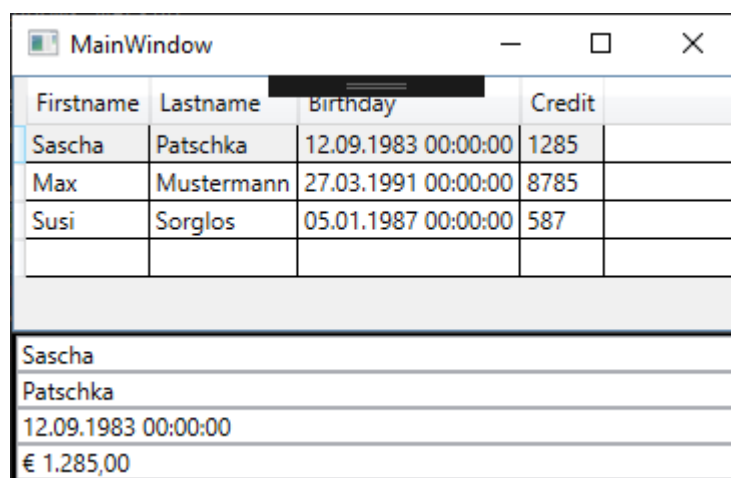 MainWindow
Firstname Lastname Birthday Credit
Sascha Patschka 12.09.1983 00:00:00 1285
Max Mustermann 27.03.1991 00:00:00 8785
Susi Sorglos 05.01.1987 00:00:00 587
Sascha
Patschka
12.09.1983 00:00:00
€ 1.285,00